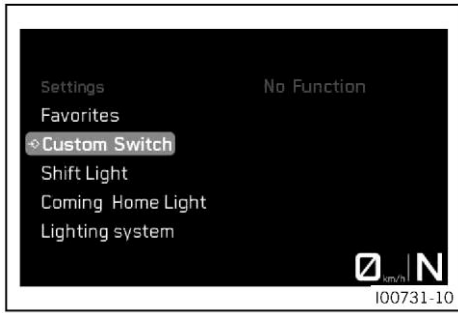 Settings No Function
Favorites
Custom Switch
Shift Light
Coming Home Light
Lighting system
0 km/h N
I00731-10